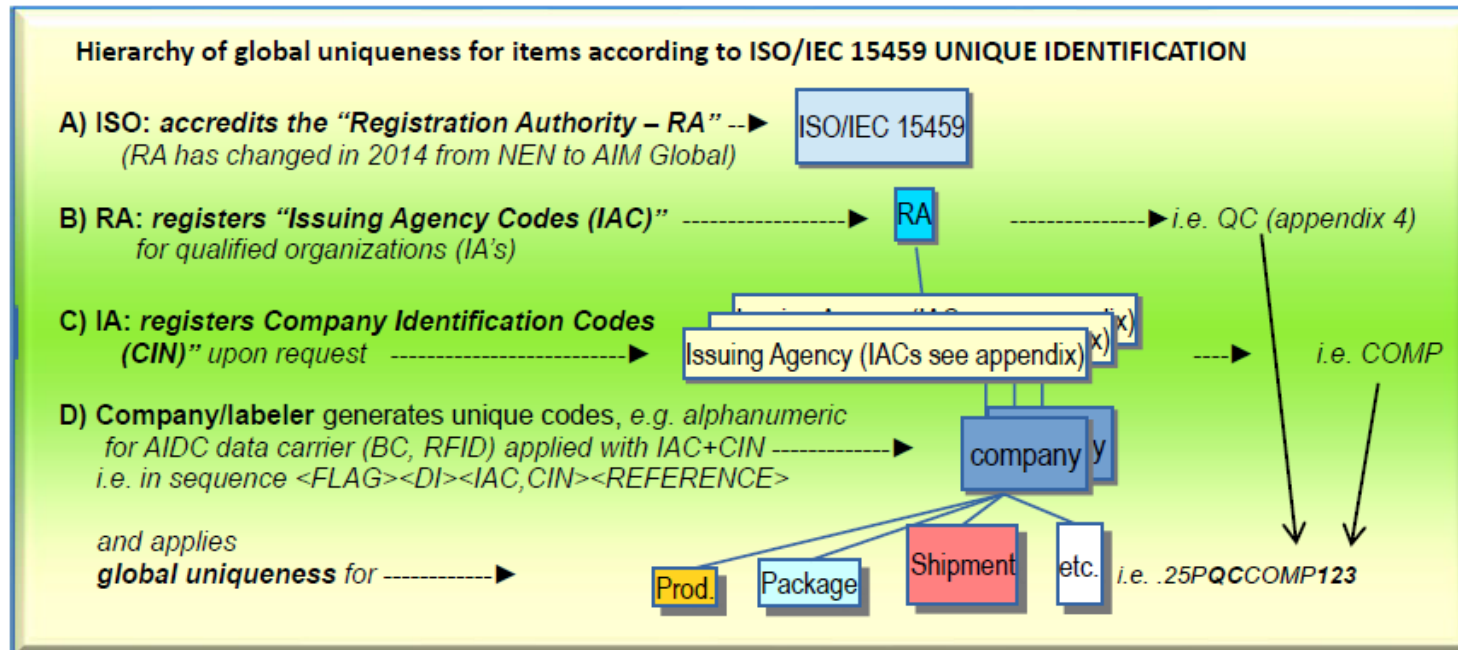 Hierarchy of global uniqueness for items according to ISO/IEC 15459 UNIQUE IDENTIFICATION
A) ISO: accredits the “Registration Authority – RA” --► ISO/IEC 15459
(RA has changed in 2014 from NEN to AIM Global)
B) RA: registers “Issuing Agency Codes (IAC)” ------------------► RA ---------------► i.e. QC (appendix 4)
for qualified organizations (IA’s)
C) IA: registers Company Identification Codes
(CIN)” upon request --------------------------► Issuing Agency (IACs see appendix) ----► i.e. COMP
D) Company/labeler generates unique codes, e.g. alphanumeric
for AIDC data carrier (BC, RFID) applied with IAC+CIN -------------► company
i.e. in sequence <FLAG><DI><IAC,CIN><REFERENCE>
and applies
global uniqueness for ------------► Prod. Package Shipment etc. i.e. .25PQCCOMP123